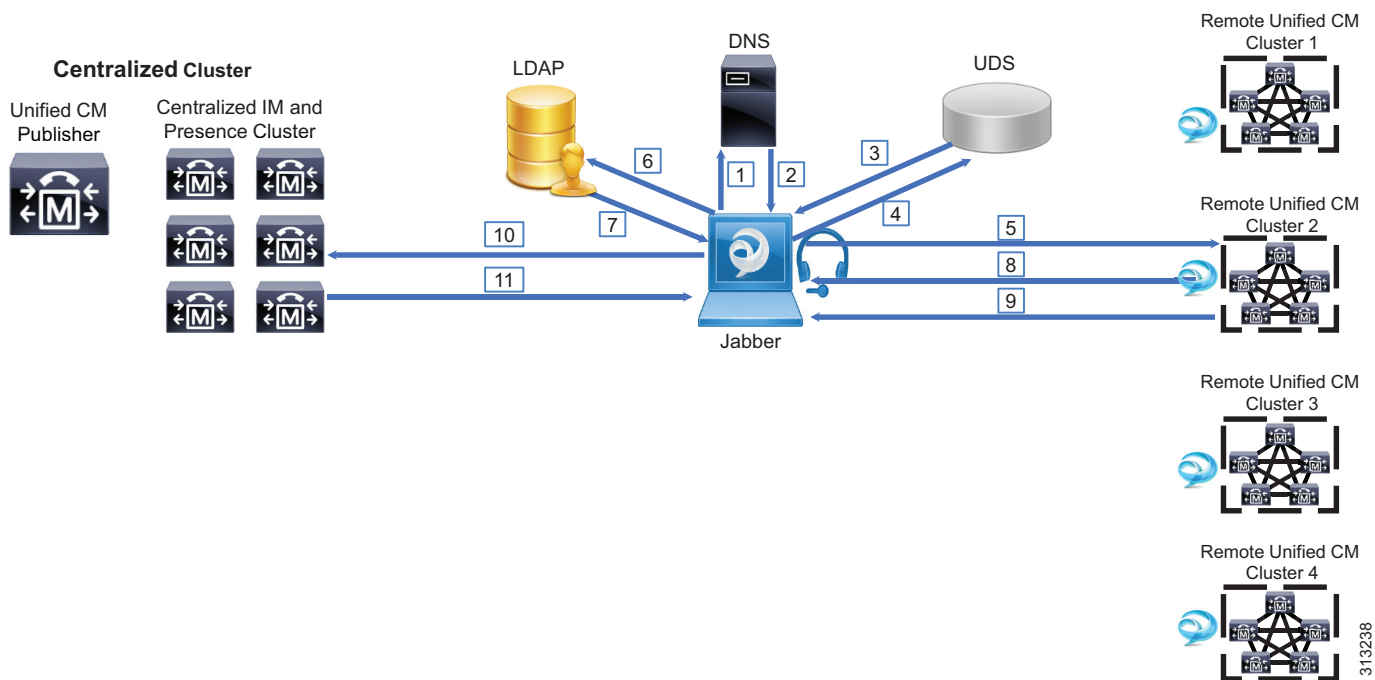 Centralized Cluster
Unified CM
Publisher
Centralized IM and
Presence Cluster
M
M
M
M
M
M
M
LDAP
DNS
UDS
1
2
3
4
6
7
10
11
5
8
9
Jabber
Remote Unified CM
Cluster 1
M
M
M
M
M
Remote Unified CM
Cluster 2
M
M
M
M
M
Remote Unified CM
Cluster 3
M
M
M
M
M
Remote Unified CM
Cluster 4
M
M
M
M
M
313238